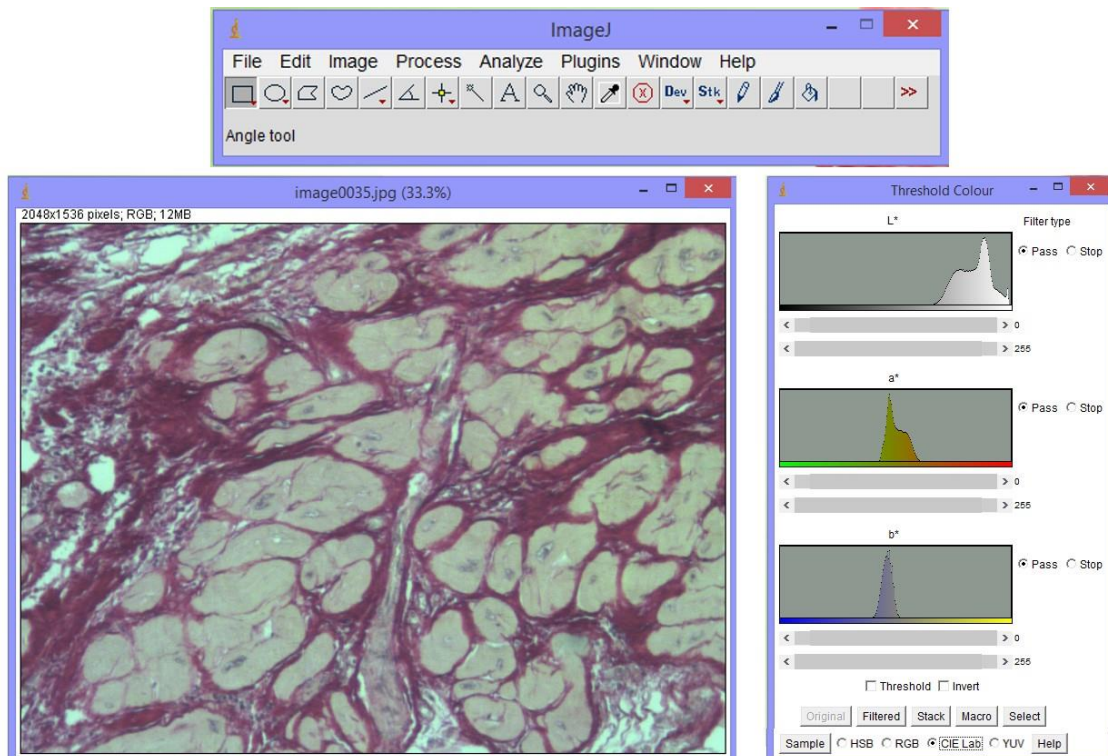 ImageJ
File Edit Image Process Analyze Plugins Window Help
A Dev Stk >>
Angle tool
image0035.jpg (33.3%)
2048x1536 pixels; RGB; 12MB
Threshold Colour
L* Filter type
Pass Stop
0
255
a*
Pass Stop
0
255
b*
Pass Stop
0
255
Threshold Invert
Original Filtered Stack Macro Select
Sample HSB RGB CIE Lab YUV Help